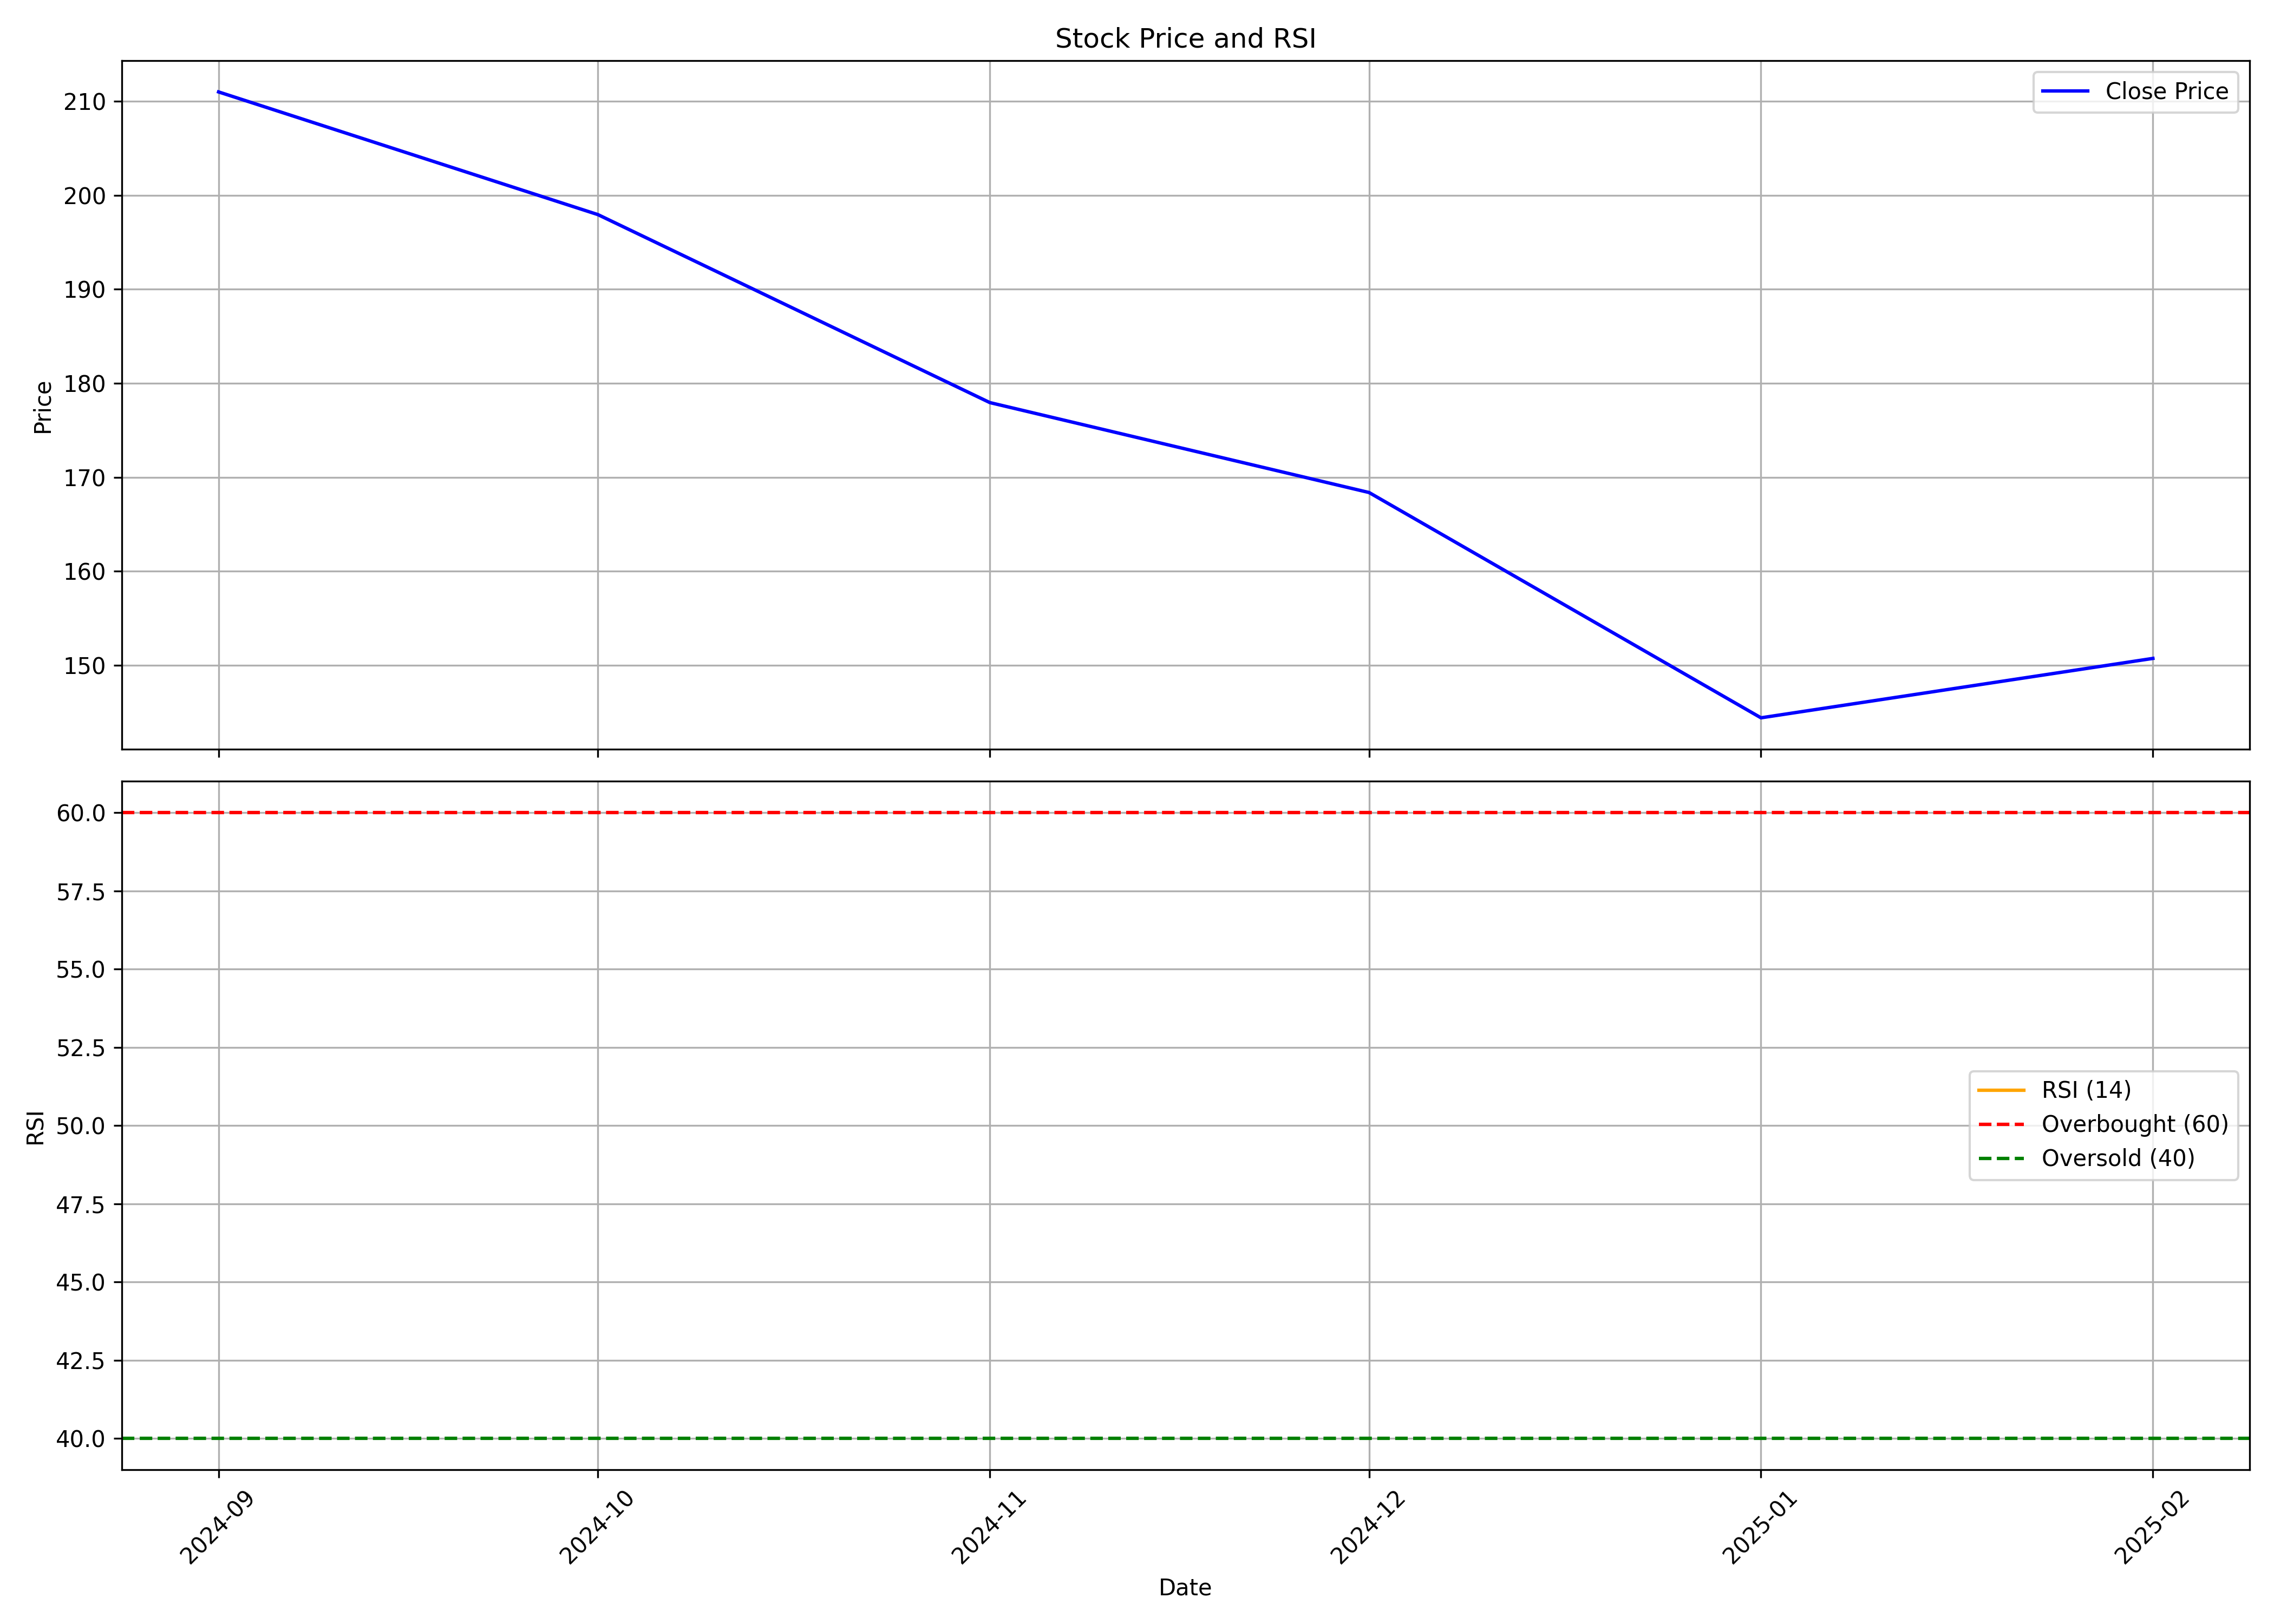 Stock Price and RSI
Close Price
210
200
190
180
170
160
150
Price
60.0
57.5
55.0
52.5
50.0
47.5
45.0
42.5
40.0
RSI
RSI (14)
Overbought (60)
Oversold (40)
2024-09
2024-10
2024-11
2024-12
2025-01
2025-02
Date